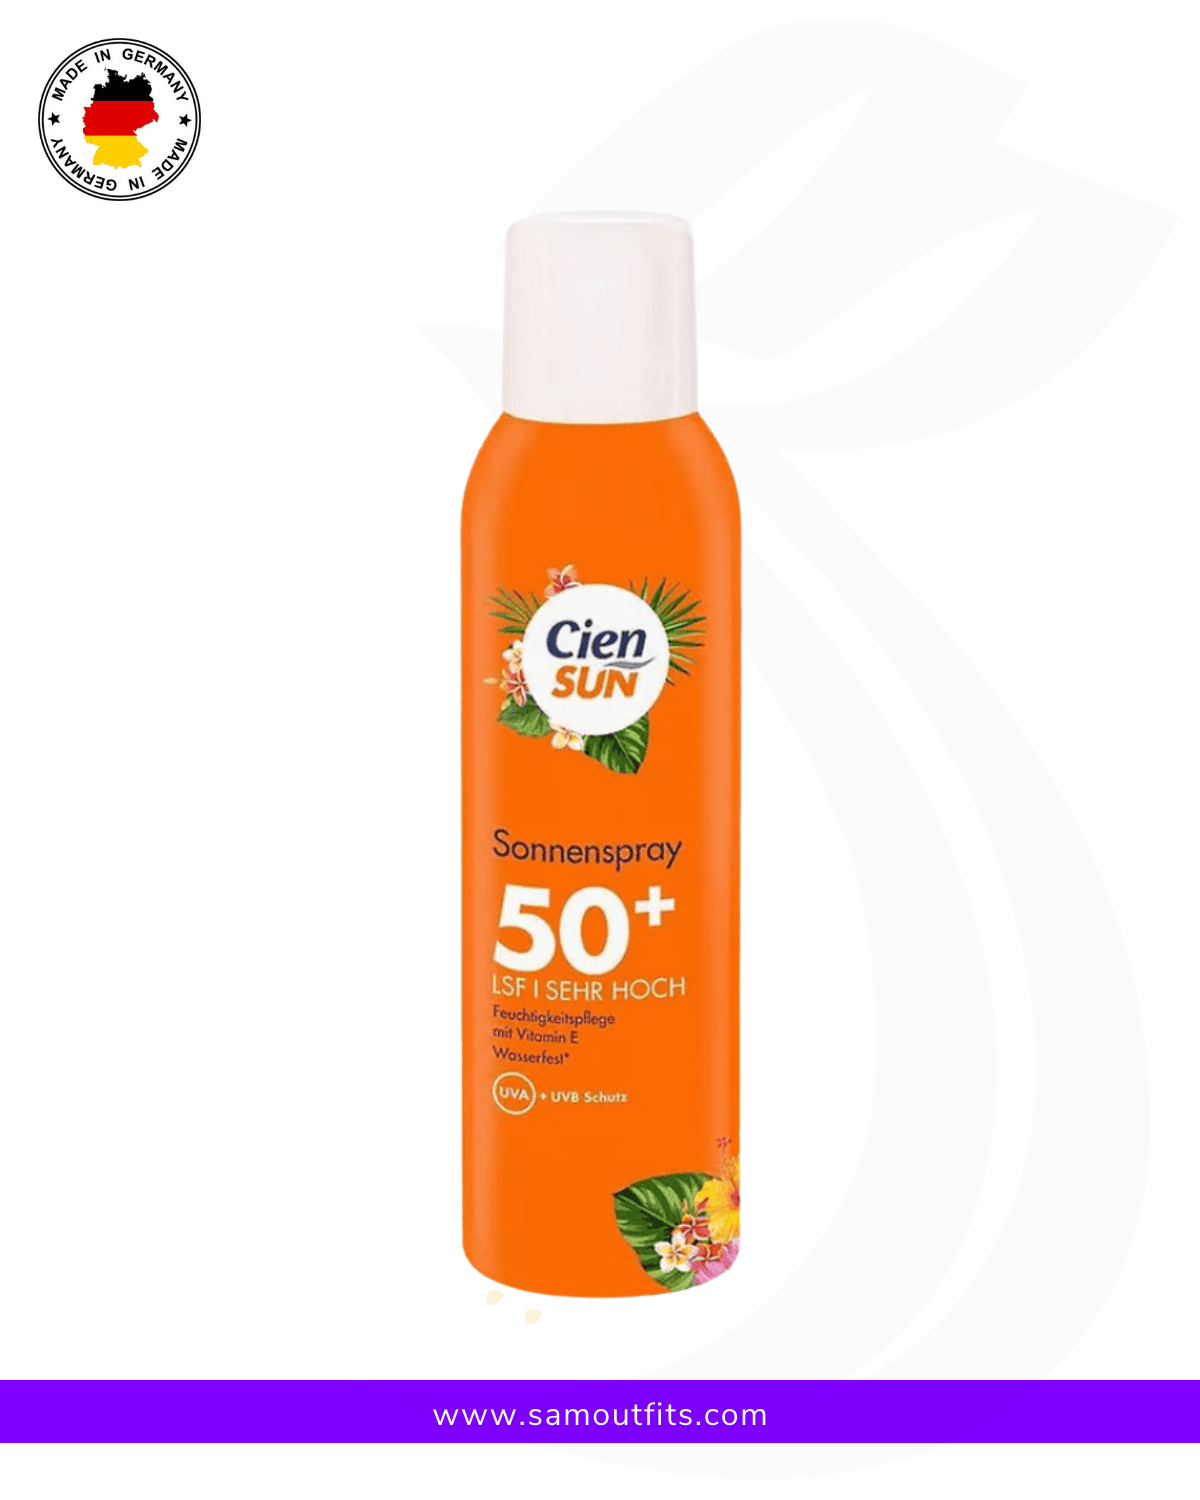 MADE IN GERMANY
MADE IN GERMANY
Cien
SUN
Sonnenspray
50+
LSF | SEHR HOCH
Feuchtigkeitspflege
mit Vitamin E
Wasserfest*
UVA + UVB Schutz
www.samoutfits.com